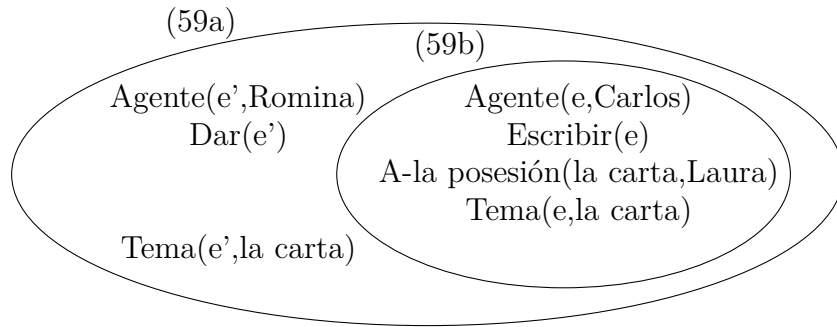 (59a)
(59b)
Agente(e',Romina)
Dar(e')
Tema(e',la carta)
Agente(e,Carlos)
Escribir(e)
A-la posesión(la carta,Laura)
Tema(e,la carta)